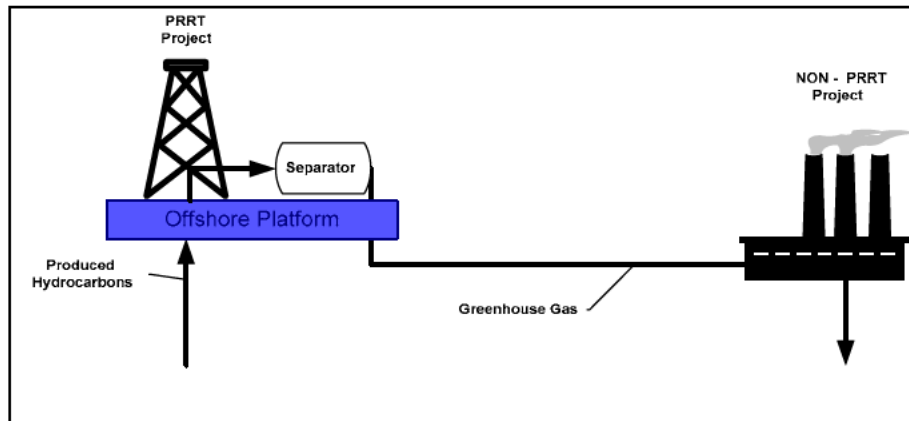 PRRT
Project
NON - PRRT
Project
Separator
Offshore Platform
Produced
Hydrocarbons
Greenhouse Gas